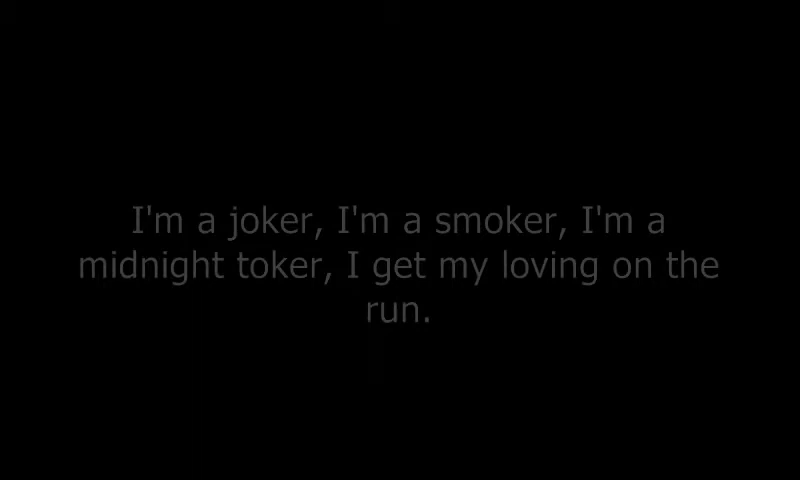 I'm a joker, I'm a smoker, I'm a
midnight toker, I get my loving on the
run.